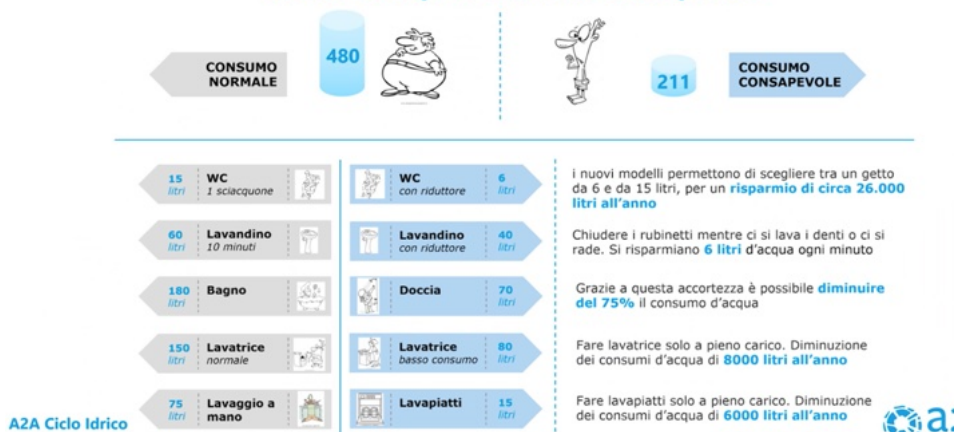 CONSUMO
NORMALE
480
211
CONSUMO
CONSAPEVOLE
15
litri
WC
1 sciacquone
WC
con riduttore
6
litri
i nuovi modelli permettono di scegliere tra un getto
da 6 e da 15 litri, per un risparmio di circa 26.000
litri all'anno
60
litri
Lavandino
10 minuti
Lavandino
con riduttore
40
litri
Chiudere i rubinetti mentre ci si lava i denti o ci si
rade. Si risparmiano 6 litri d'acqua ogni minuto
180
litri
Bagno
Doccia
70
litri
Grazie a questa accortezza è possibile diminuire
del 75% il consumo d'acqua
150
litri
Lavatrice
normale
Lavatrice
basso consumo
80
litri
Fare lavatrice solo a pieno carico. Diminuzione
dei consumi d'acqua di 8000 litri all'anno
75
litri
Lavaggio a
mano
Lavapiatti
15
litri
Fare lavapiatti solo a pieno carico. Diminuzione
dei consumi d'acqua di 6000 litri all'anno
A2A Ciclo Idrico